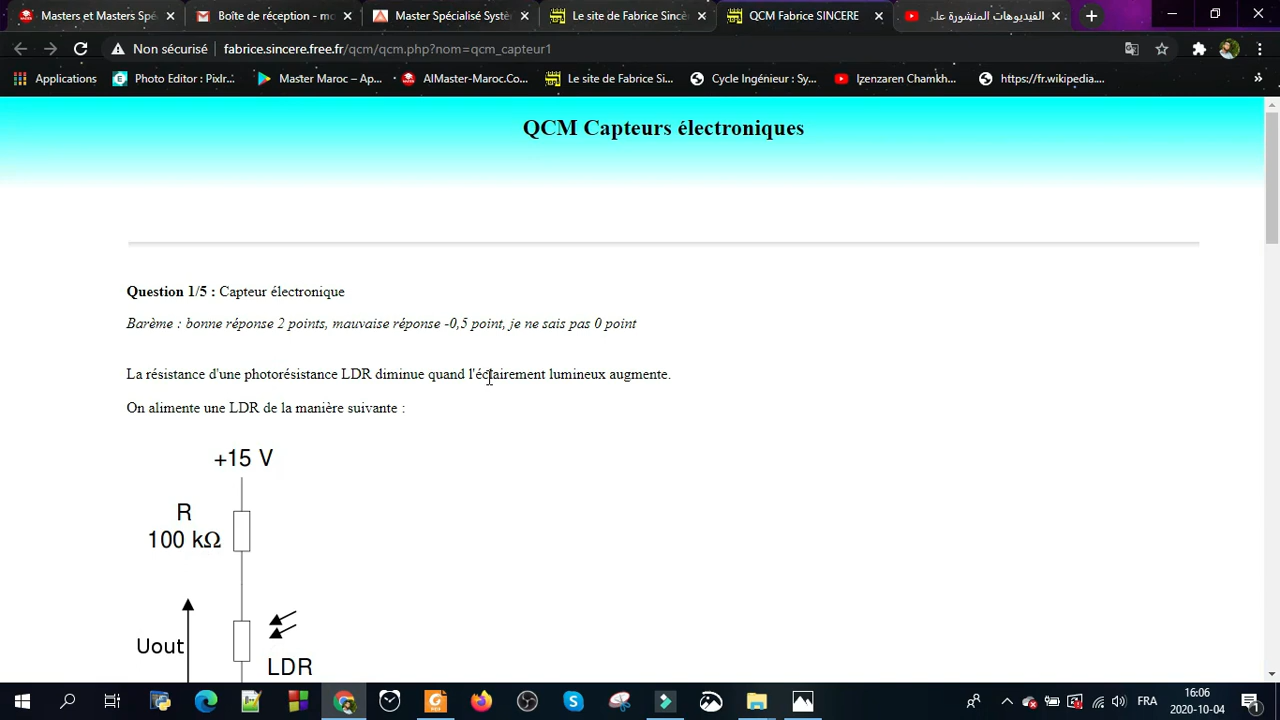 Masters et Masters Spé
Boîte de réception - mo
Master Spécialisé Systè
Le site de Fabrice Sincè
QCM Fabrice SINCERE
الفيديوهات المنشورة على
Non sécurisé
fabrice.sincere.free.fr/qcm/qcm.php?nom=qcm_capteur1
Applications
Photo Editor : Pixlr...
Master Maroc – Ap...
AlMaster-Maroc.Co...
Le site de Fabrice Si...
Cycle Ingénieur : Sy...
Izenzaren Chamkh...
https://fr.wikipedia....
QCM Capteurs électroniques
Question 1/5 : Capteur électronique
Barème : bonne réponse 2 points, mauvaise réponse -0,5 point, je ne sais pas 0 point
La résistance d'une photorésistance LDR diminue quand l'éclairement lumineux augmente.
On alimente une LDR de la manière suivante :
+15 V
R
100 kΩ
Uout
LDR
FRA
16:06
2020-10-04